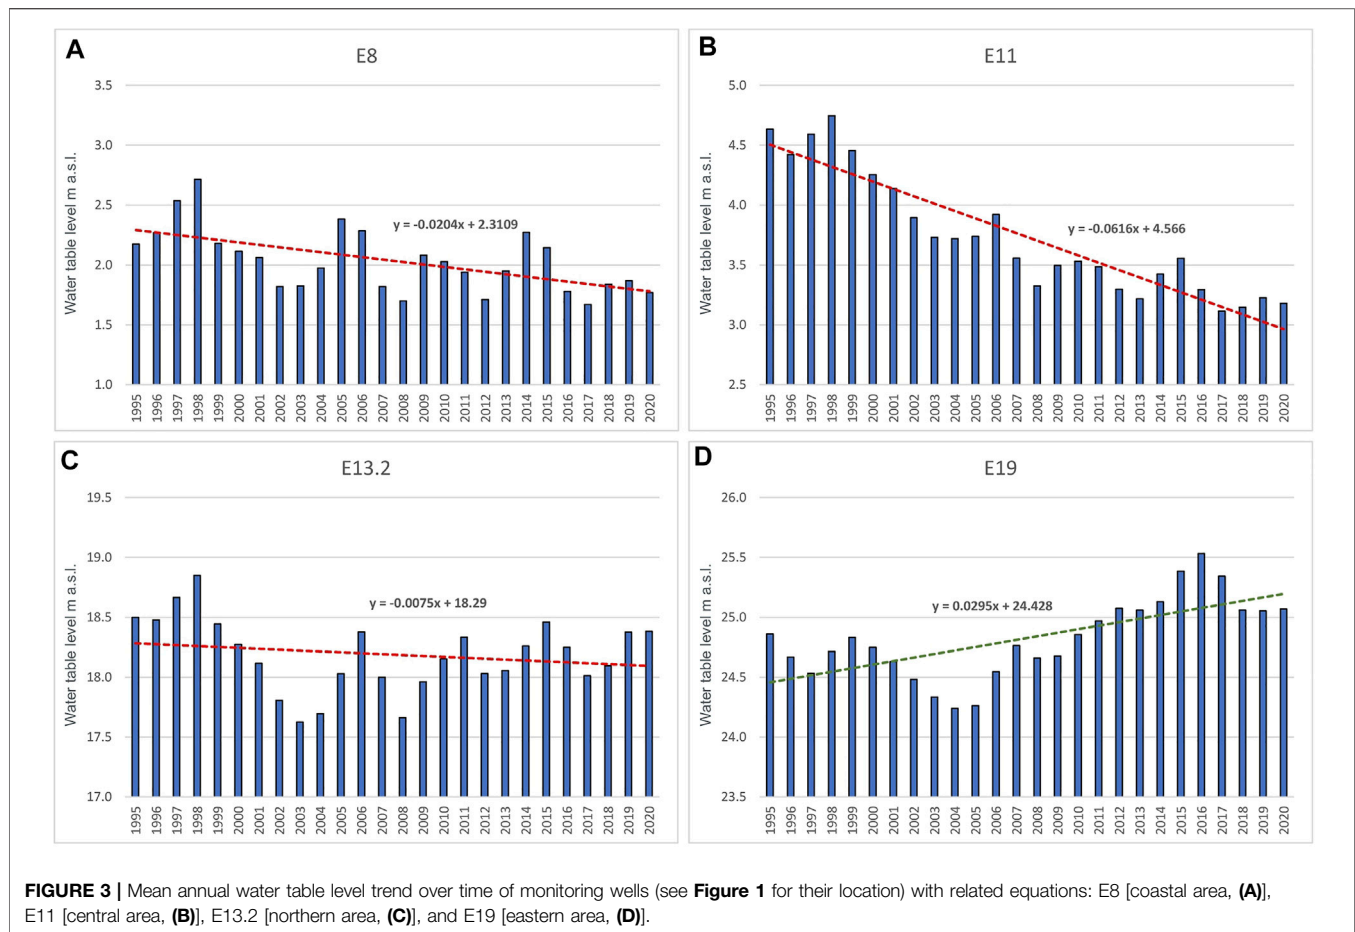 A
E8
Water table level m a.s.l.
3.5
3.0
2.5
2.0
1.5
1.0
y = -0.0204x + 2.3109
1995 1996 1997 1998 1999 2000 2001 2002 2003 2004 2005 2006 2007 2008 2009 2010 2011 2012 2013 2014 2015 2016 2017 2018 2019 2020
B
E11
Water table level m a.s.l.
5.0
4.5
4.0
3.5
3.0
2.5
y = -0.0616x + 4.566
1995 1996 1997 1998 1999 2000 2001 2002 2003 2004 2005 2006 2007 2008 2009 2010 2011 2012 2013 2014 2015 2016 2017 2018 2019 2020
C
E13.2
Water table level m a.s.l.
19.5
19.0
18.5
18.0
17.5
17.0
y = -0.0075x + 18.29
1995 1996 1997 1998 1999 2000 2001 2002 2003 2004 2005 2006 2007 2008 2009 2010 2011 2012 2013 2014 2015 2016 2017 2018 2019 2020
D
E19
Water table level m a.s.l.
26.0
25.5
25.0
24.5
24.0
23.5
y = 0.0295x + 24.428
1995 1996 1997 1998 1999 2000 2001 2002 2003 2004 2005 2006 2007 2008 2009 2010 2011 2012 2013 2014 2015 2016 2017 2018 2019 2020
FIGURE 3 | Mean annual water table level trend over time of monitoring wells (see Figure 1 for their location) with related equations: E8 [coastal area, (A)],
E11 [central area, (B)], E13.2 [northern area, (C)], and E19 [eastern area, (D)].